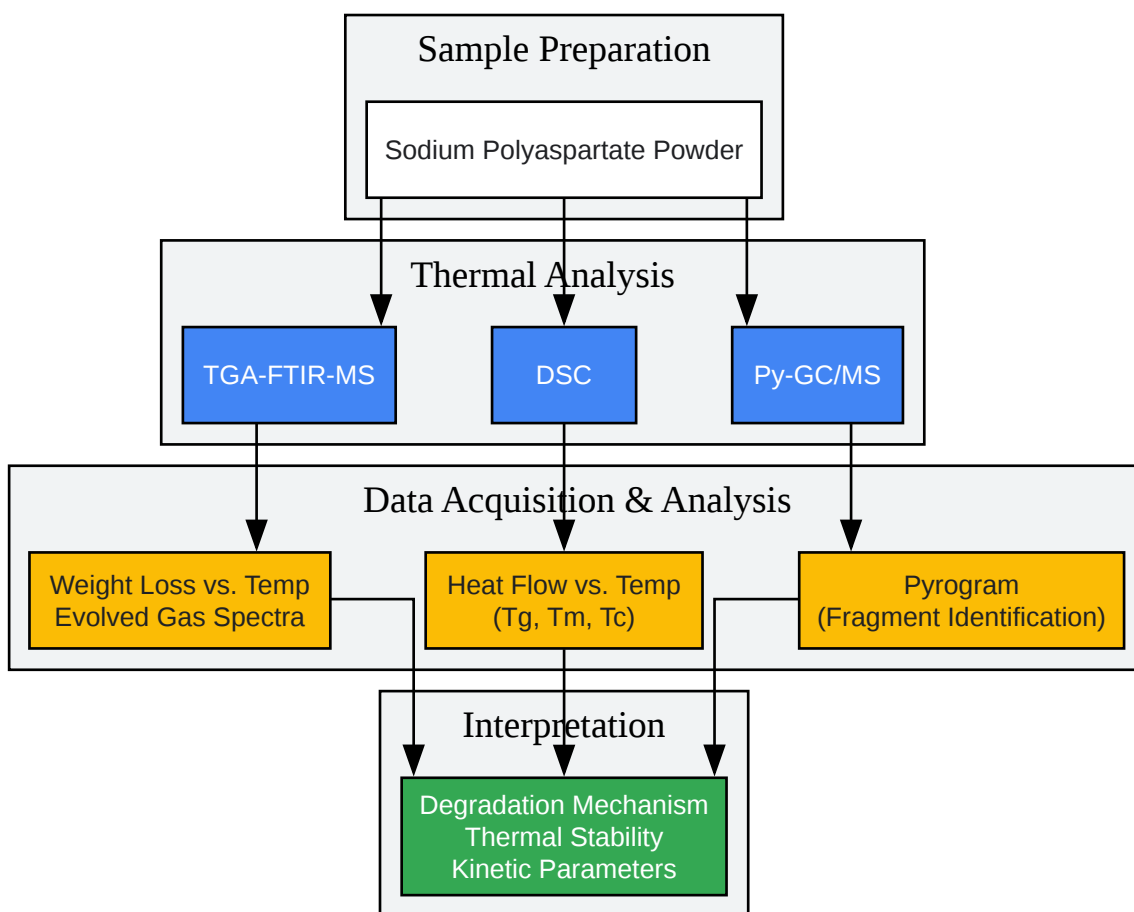 Sample Preparation
Sodium Polyaspartate Powder
Thermal Analysis
TGA-FTIR-MS
DSC
Py-GC/MS
Data Acquisition & Analysis
Weight Loss vs. Temp
Evolved Gas Spectra
Heat Flow vs. Temp
(Tg, Tm, Tc)
Pyrogram
(Fragment Identification)
Interpretation
Degradation Mechanism
Thermal Stability
Kinetic Parameters